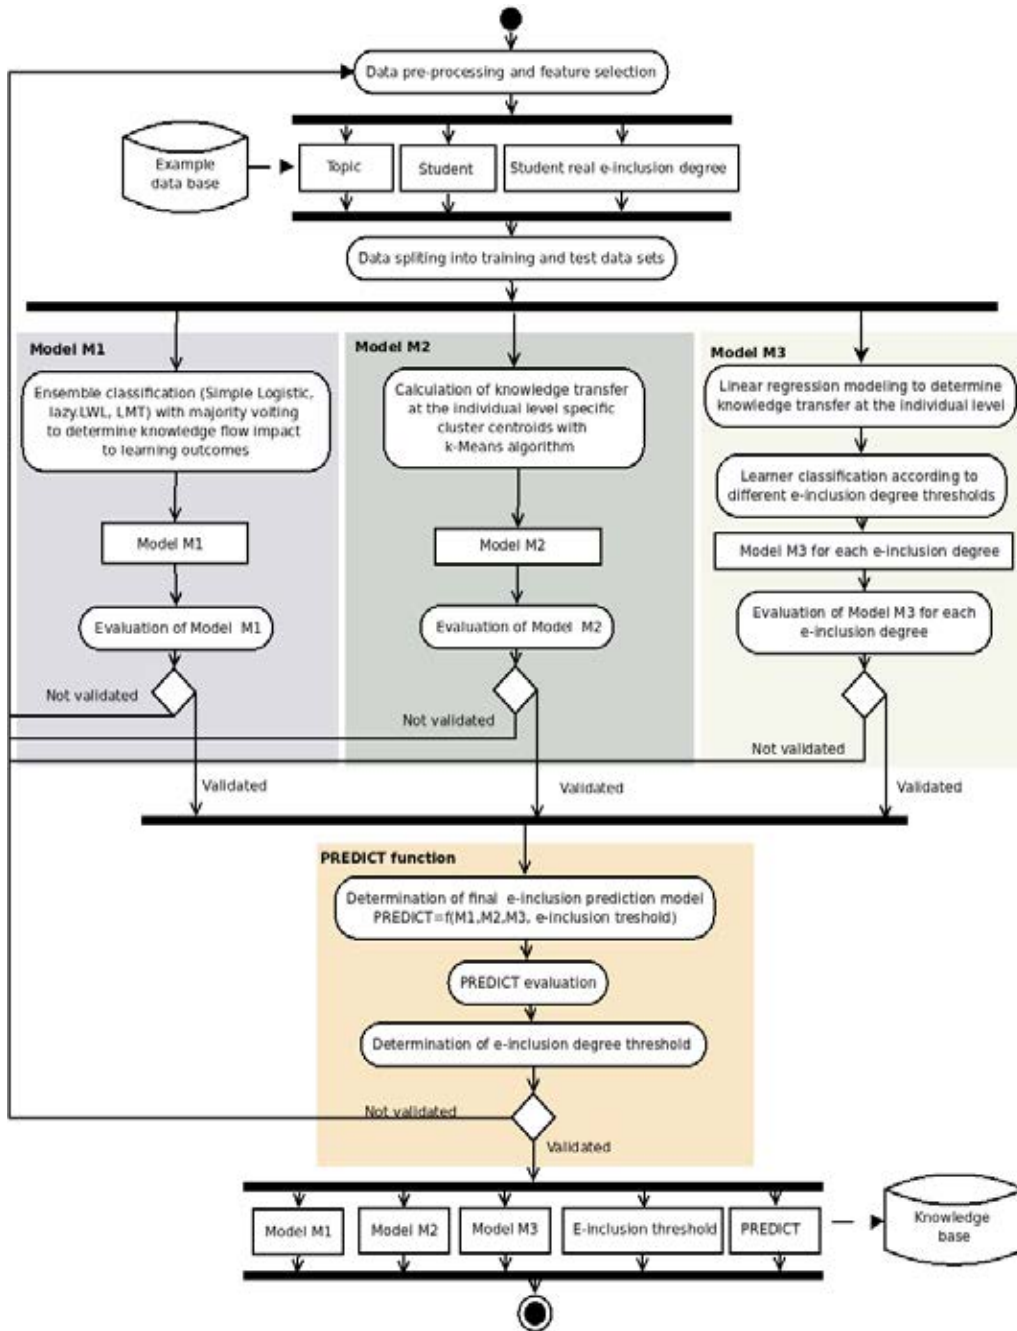 Data pre-processing and feature selection
Example
data base
Topic
Student
Student real e-inclusion degree
Data spliting into training and test data sets
Model M1
Ensemble classification (Simple Logistic,
lazy.LWL, LMT) with majority voiting
to determine knowledge flow impact
to learning outcomes
Model M1
Evaluation of Model M1
Not validated
Validated
Model M2
Calculation of knowledge transfer
at the individual level specific
cluster centroids with
k-Means algorithm
Model M2
Evaluation of Model M2
Not validated
Validated
Model M3
Linear regression modeling to determine
knowledge transfer at the individual level
Learner classification according to
different e-inclusion degree thresholds
Model M3 for each e-inclusion degree
Evaluation of Model M3 for each
e-inclusion degree
Not validated
Validated
PREDICT function
Determination of final e-inclusion prediction model
PREDICT=f(M1,M2,M3, e-inclusion treshold)
PREDICT evaluation
Determination of e-inclusion degree threshold
Not validated
Validated
Model M1
Model M2
Model M3
E-inclusion threshold
PREDICT
Knowledge
base